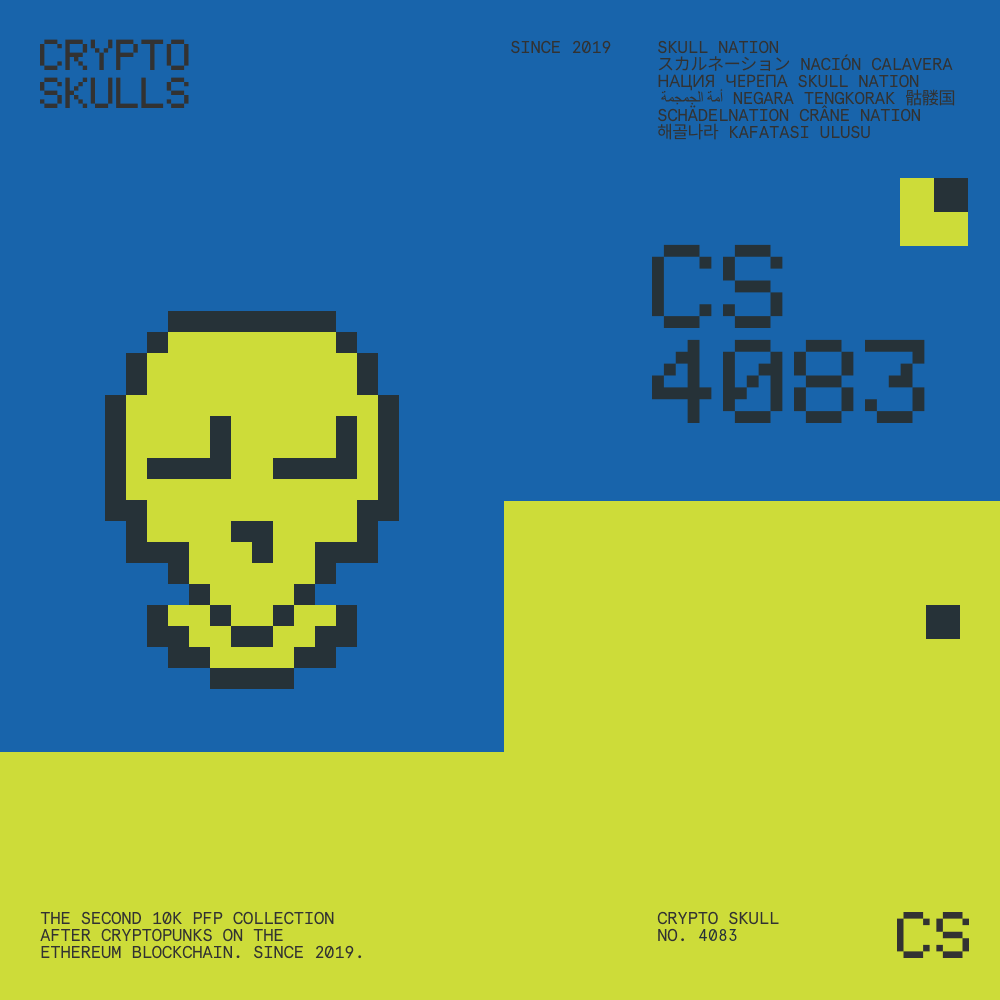 CRYPTO
SKULLS
SINCE 2019
SKULL NATION
スカルネーション NACIÓN CALAVERA
НАЦИЯ ЧЕРЕПА SKULL NATION
أمة الجمجمة NEGARA TENGKORAK 骷髅国
SCHÄDELNATION CRÂNE NATION
해골나라 KAFATASI ULUSU
CS
4083
THE SECOND 10K PFP COLLECTION
AFTER CRYPTOPUNKS ON THE
ETHEREUM BLOCKCHAIN. SINCE 2019.
CRYPTO SKULL
NO. 4083
CS